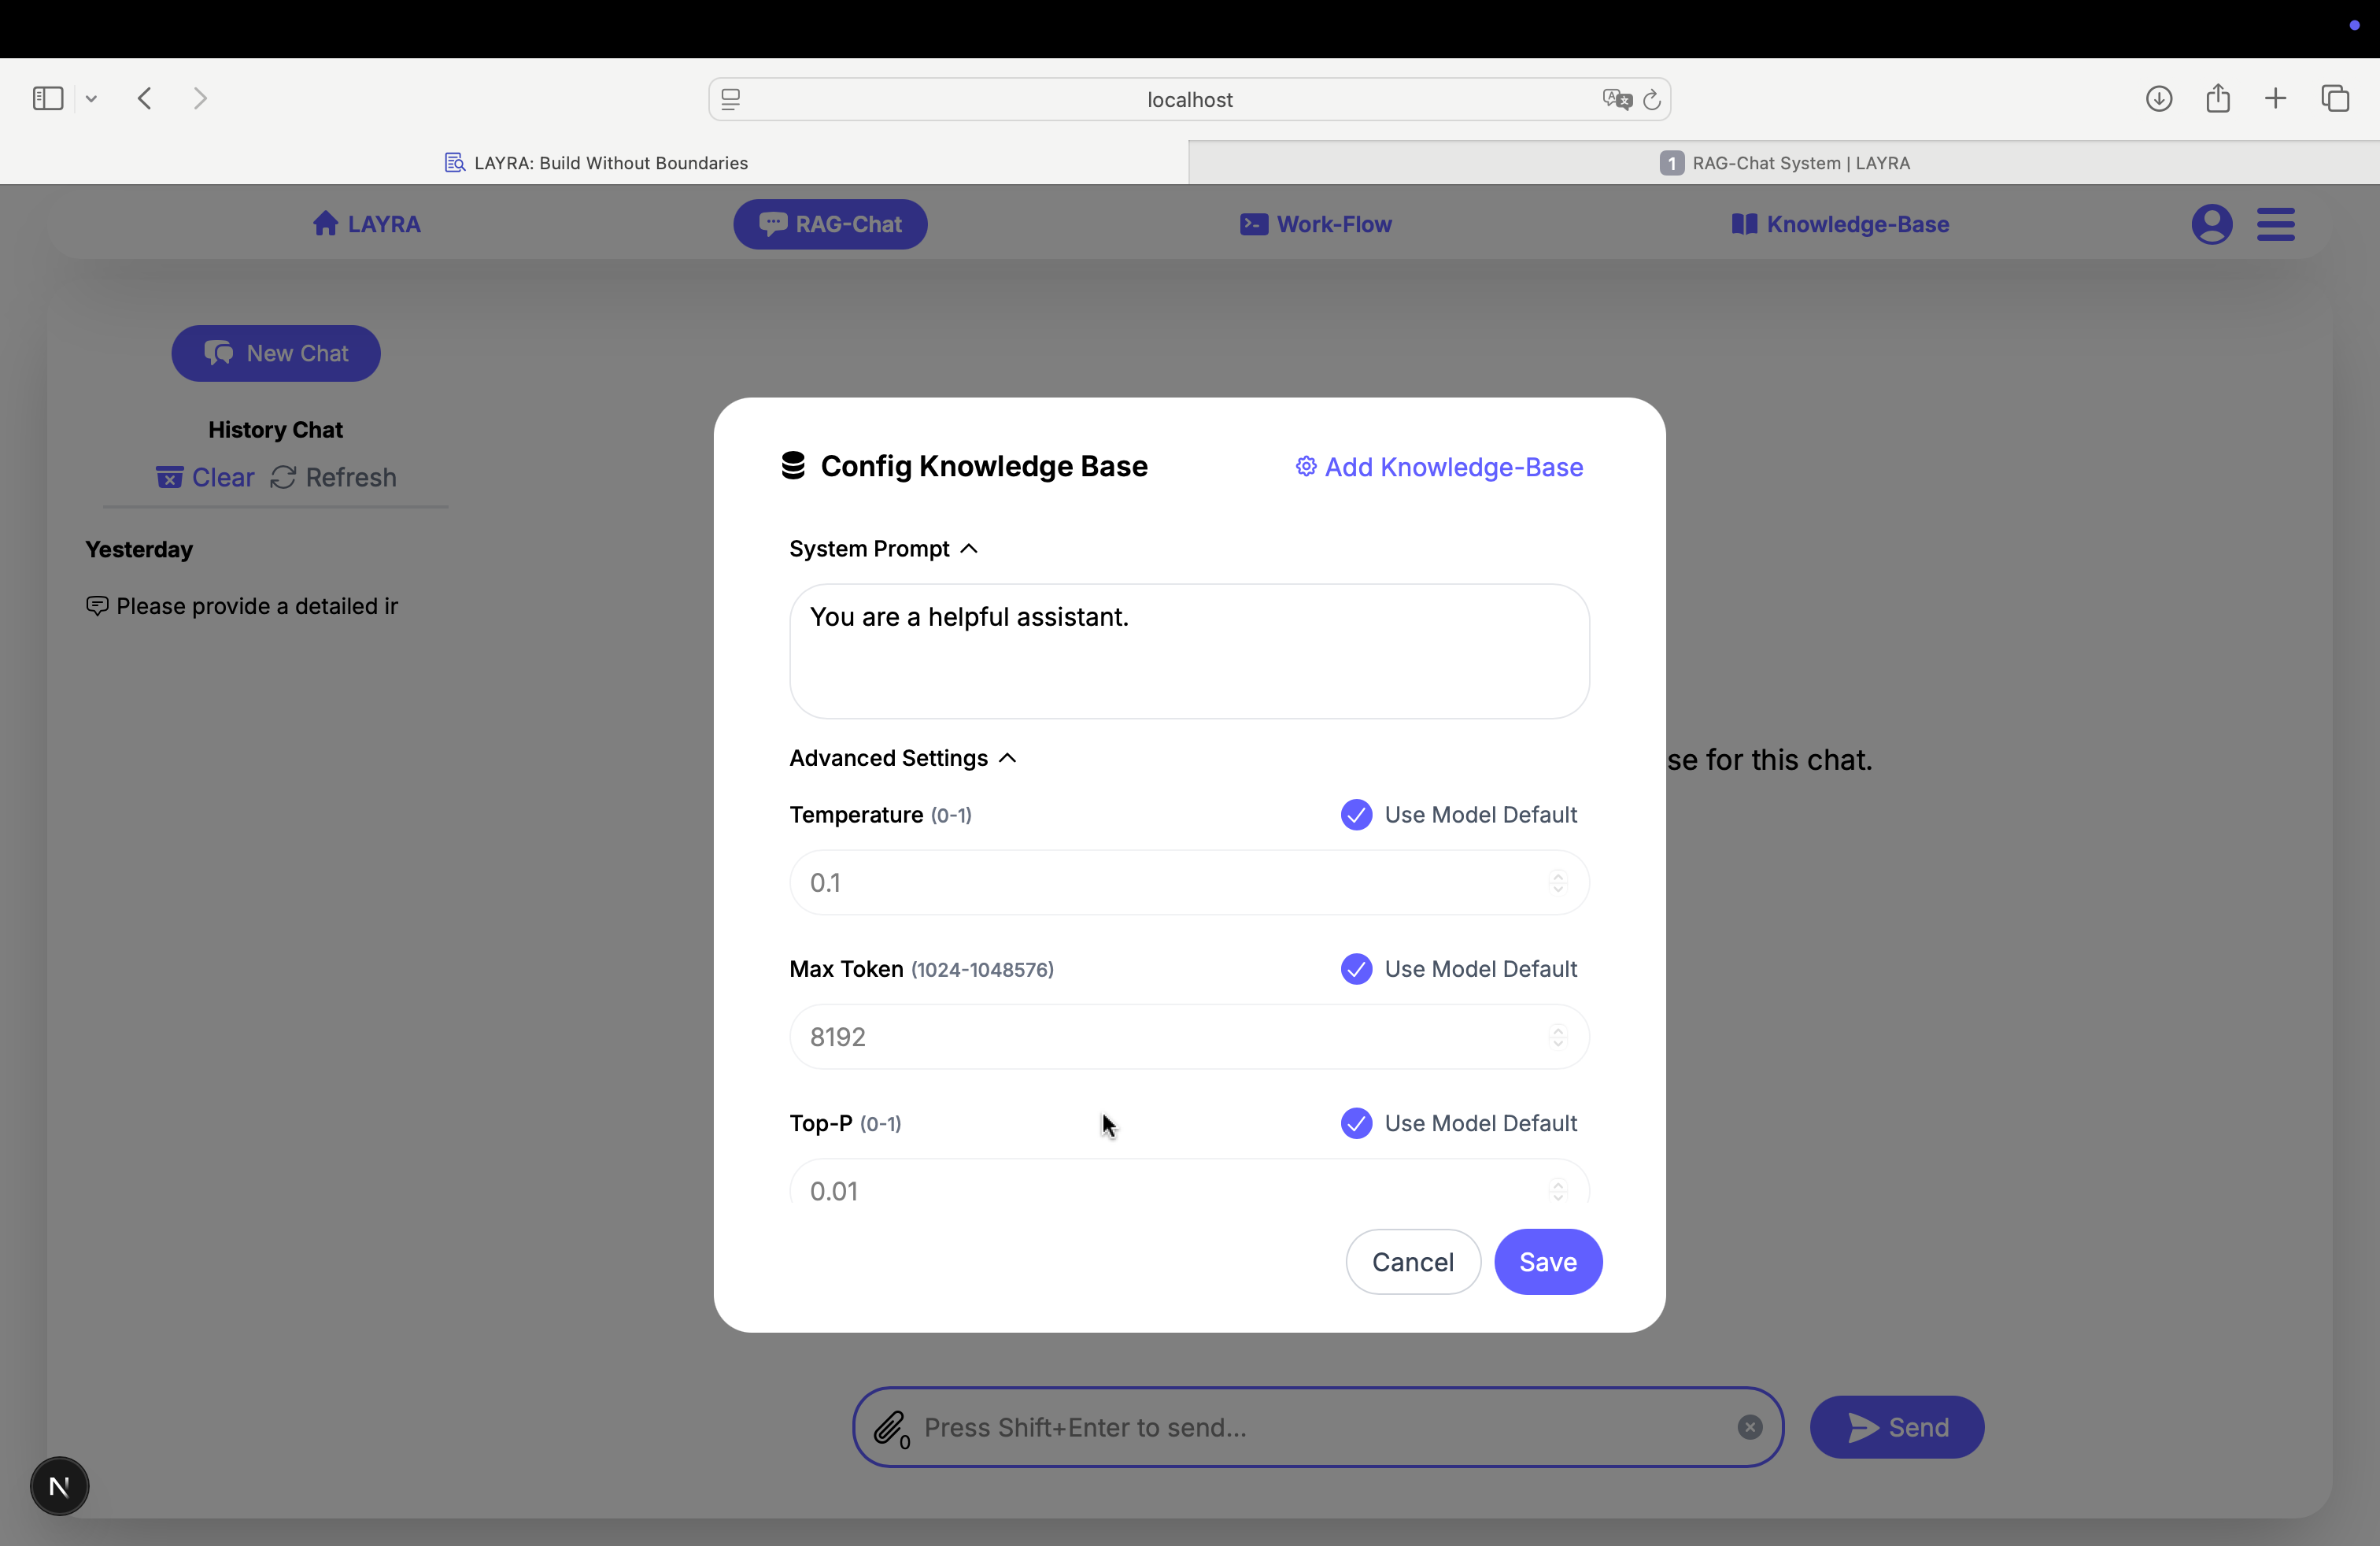 localhost
LAYRA: Build Without Boundaries
1 RAG-Chat System | LAYRA
LAYRA
RAG-Chat
Work-Flow
Knowledge-Base
New Chat
History Chat
Clear
Refresh
Yesterday
Please provide a detailed ir
Config Knowledge Base
Add Knowledge-Base
System Prompt
You are a helpful assistant.
Advanced Settings
se for this chat.
Temperature (0-1)
Use Model Default
0.1
Max Token (1024-1048576)
Use Model Default
8192
Top-P (0-1)
Use Model Default
0.01
Cancel
Save
0
Press Shift+Enter to send...
Send
N